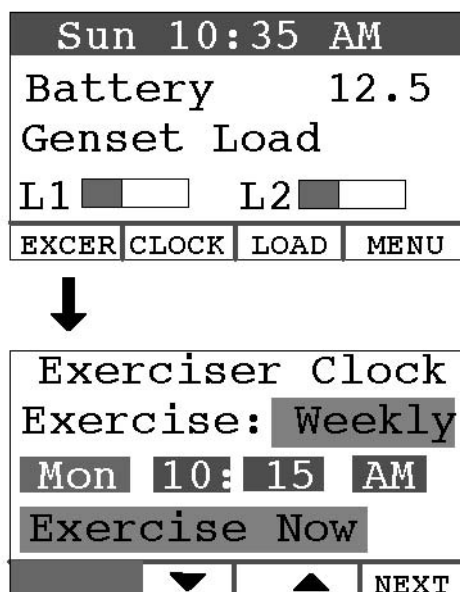 Sun 10:35 AM
Battery 12.5
Genset Load
L1 L2
EXCER CLOCK LOAD MENU
Exerciser Clock
Exercise: Weekly
Mon 10: 15 AM
Exercise Now
NEXT